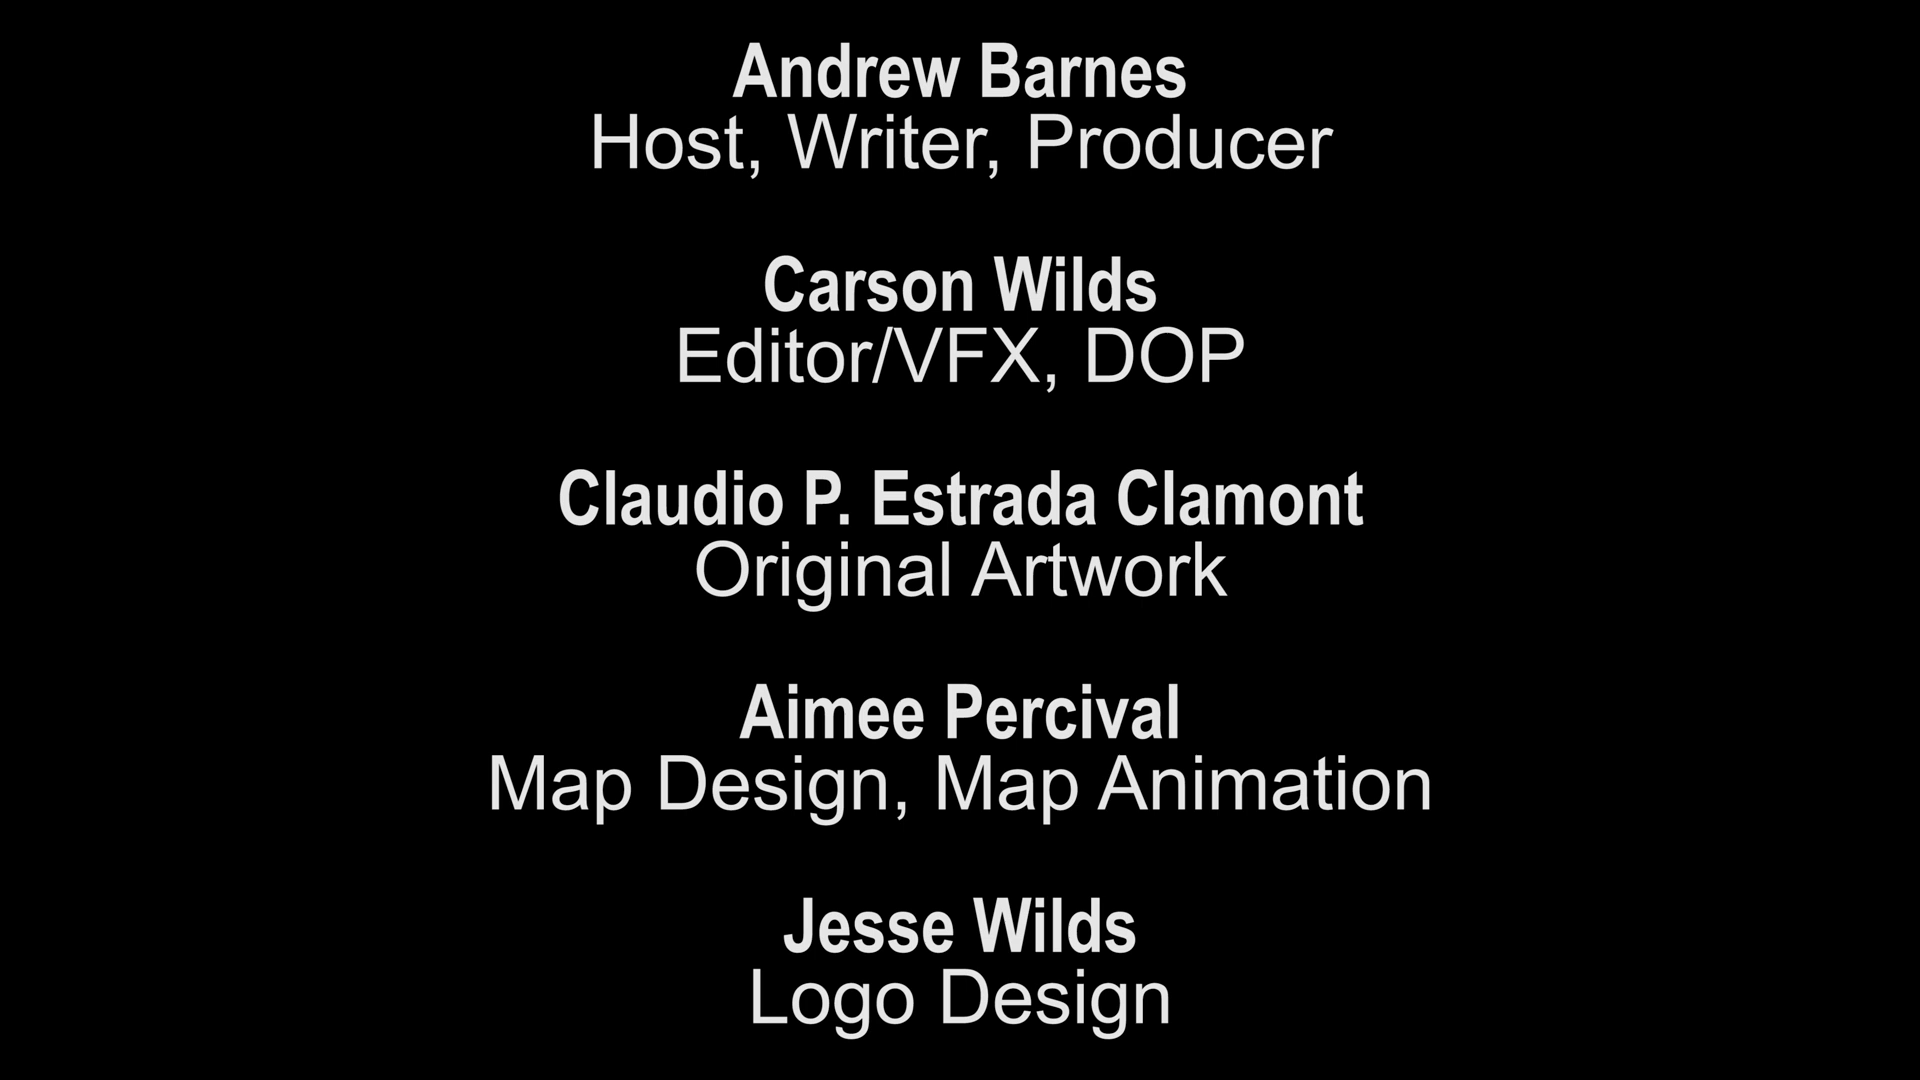 Andrew Barnes
Host, Writer, Producer
Carson Wilds
Editor/VFX, DOP
Claudio P. Estrada Clamont
Original Artwork
Aimee Percival
Map Design, Map Animation
Jesse Wilds
Logo Design